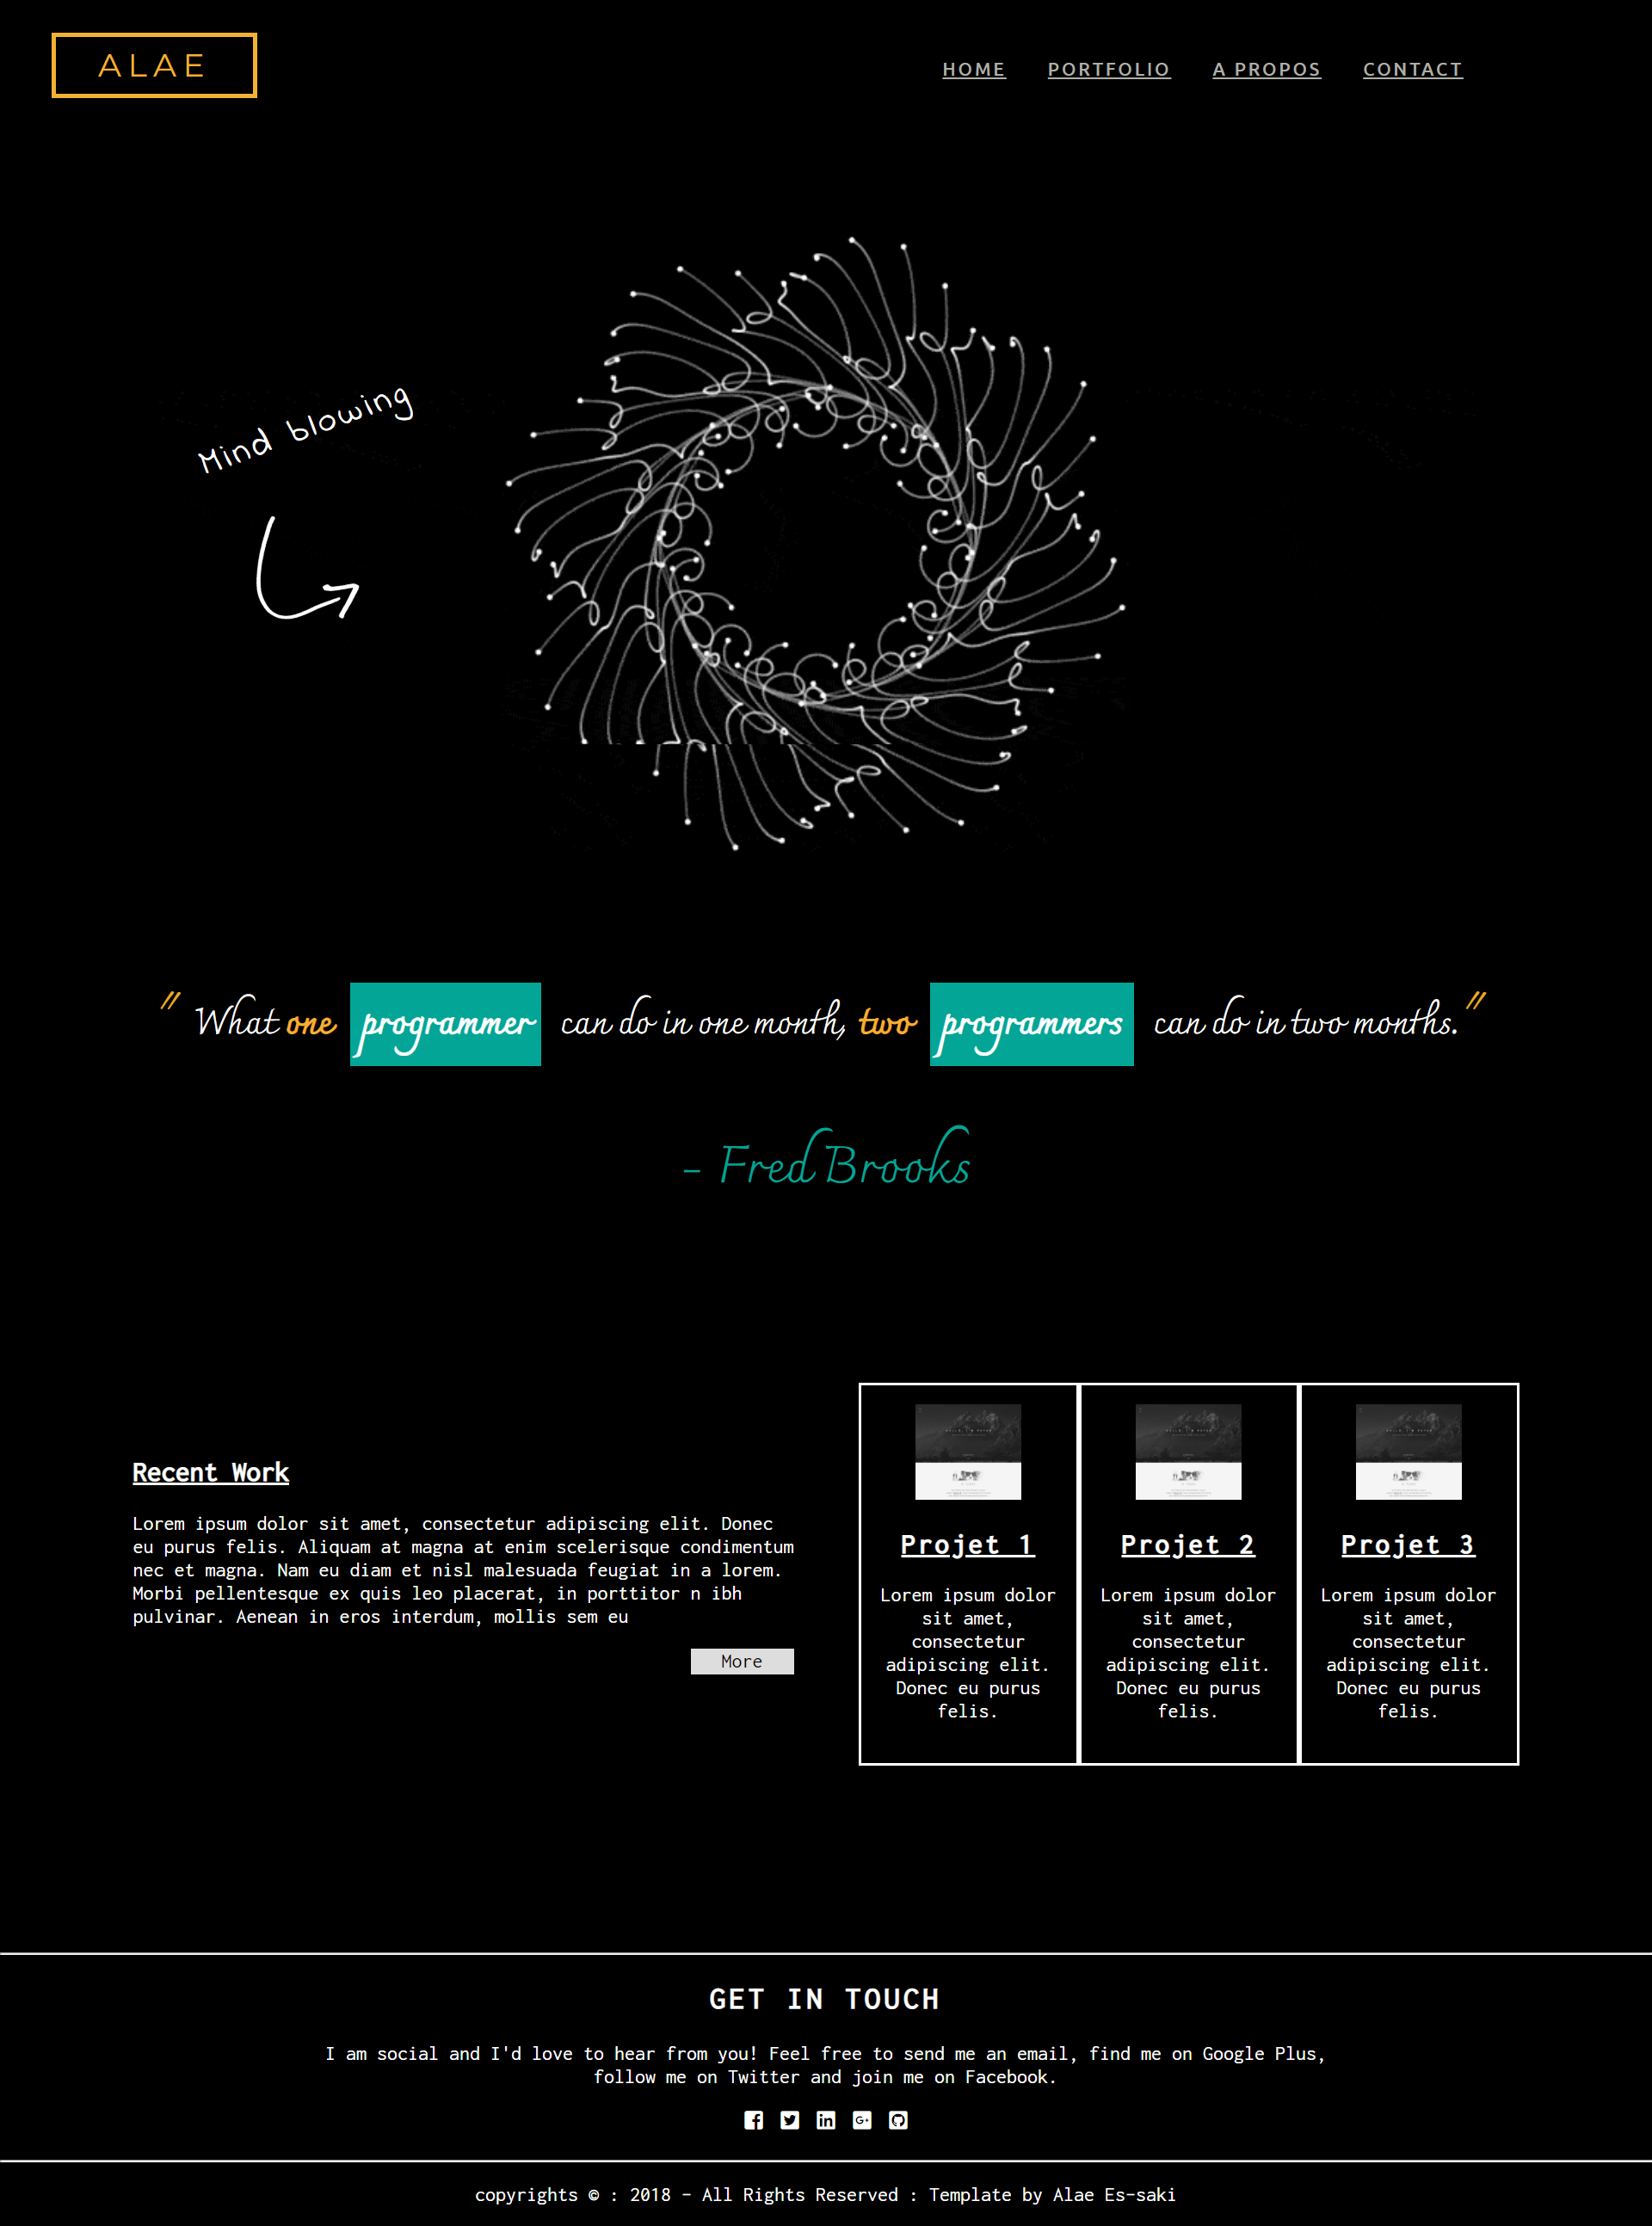 ALAE
HOME PORTFOLIO A PROPOS CONTACT
Mind blowing
" What one programmer can do in one month, two programmers can do in two months. "
- Fred Brooks
Recent Work
Lorem ipsum dolor sit amet, consectetur adipiscing elit. Donec
eu purus felis. Aliquam at magna at enim scelerisque condimentum
nec et magna. Nam eu diam et nisl malesuada feugiat in a lorem.
Morbi pellentesque ex quis leo placerat, in porttitor n ibh
pulvinar. Aenean in eros interdum, mollis sem eu
More
Projet 1
Lorem ipsum dolor
sit amet,
consectetur
adipiscing elit.
Donec eu purus
felis.
Projet 2
Lorem ipsum dolor
sit amet,
consectetur
adipiscing elit.
Donec eu purus
felis.
Projet 3
Lorem ipsum dolor
sit amet,
consectetur
adipiscing elit.
Donec eu purus
felis.
GET IN TOUCH
I am social and I'd love to hear from you! Feel free to send me an email, find me on Google Plus,
follow me on Twitter and join me on Facebook.
copyrights © : 2018 - All Rights Reserved : Template by Alae Es-saki